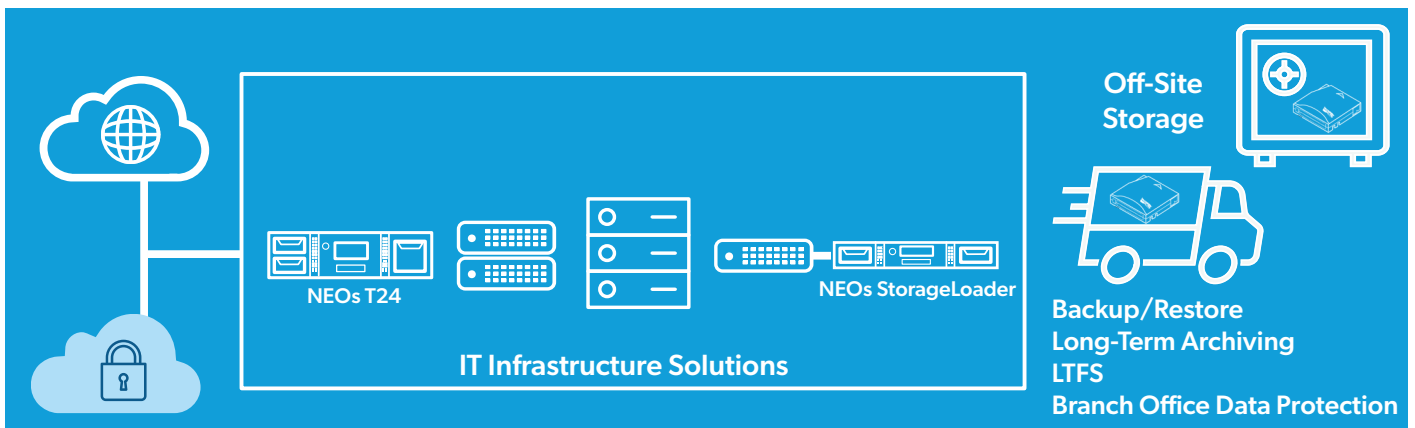 Off-Site
Storage
NEOs T24
NEOs StorageLoader
IT Infrastructure Solutions
Backup/Restore
Long-Term Archiving
LTFS
Branch Office Data Protection